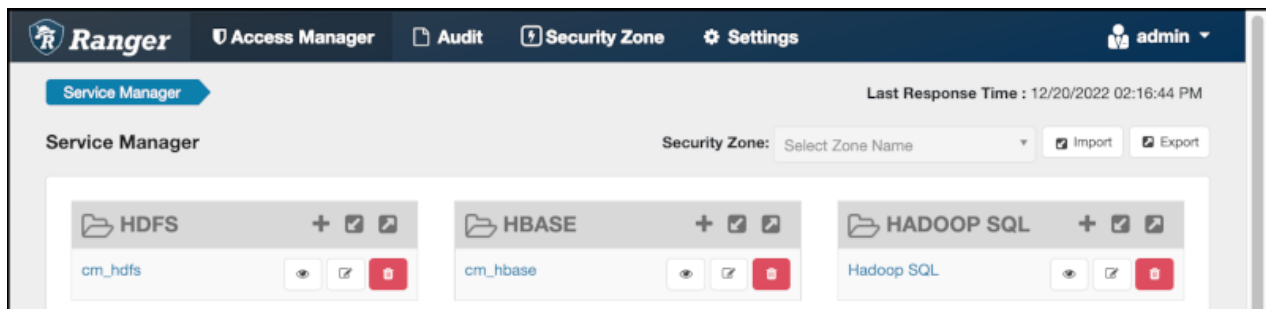 Ranger Access Manager Audit Security Zone Settings admin
Service Manager Last Response Time : 12/20/2022 02:16:44 PM
Service Manager Security Zone: Select Zone Name Import Export
HDFS HBASE HADOOP SQL
cm_hdfs cm_hbase Hadoop SQL